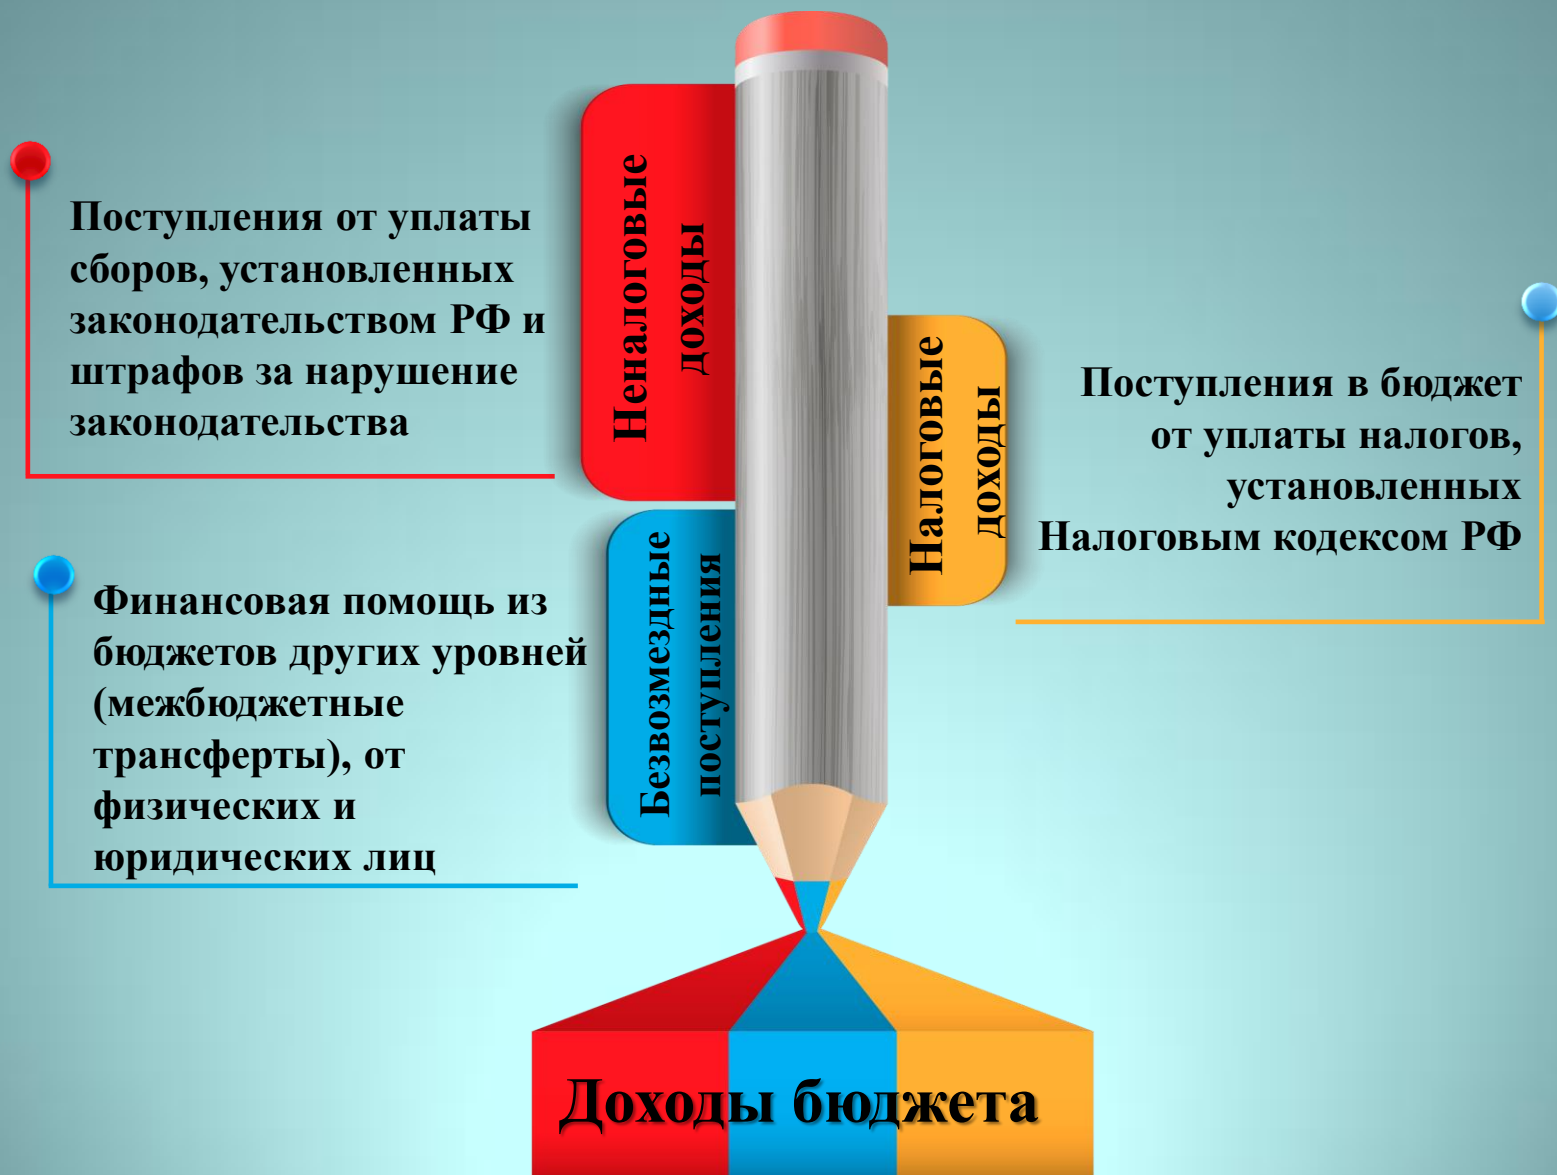 Поступления от уплаты
сборов, установленных
законодательством РФ и
штрафов за нарушение
законодательства
Неналоговые
доходы
Налоговые
доходы
Поступления в бюджет
от уплаты налогов,
установленных
Налоговым кодексом РФ
Финансовая помощь из
бюджетов других уровней
(межбюджетные
трансферты), от
физических и
юридических лиц
Безвозмездные
поступления
Доходы бюджета